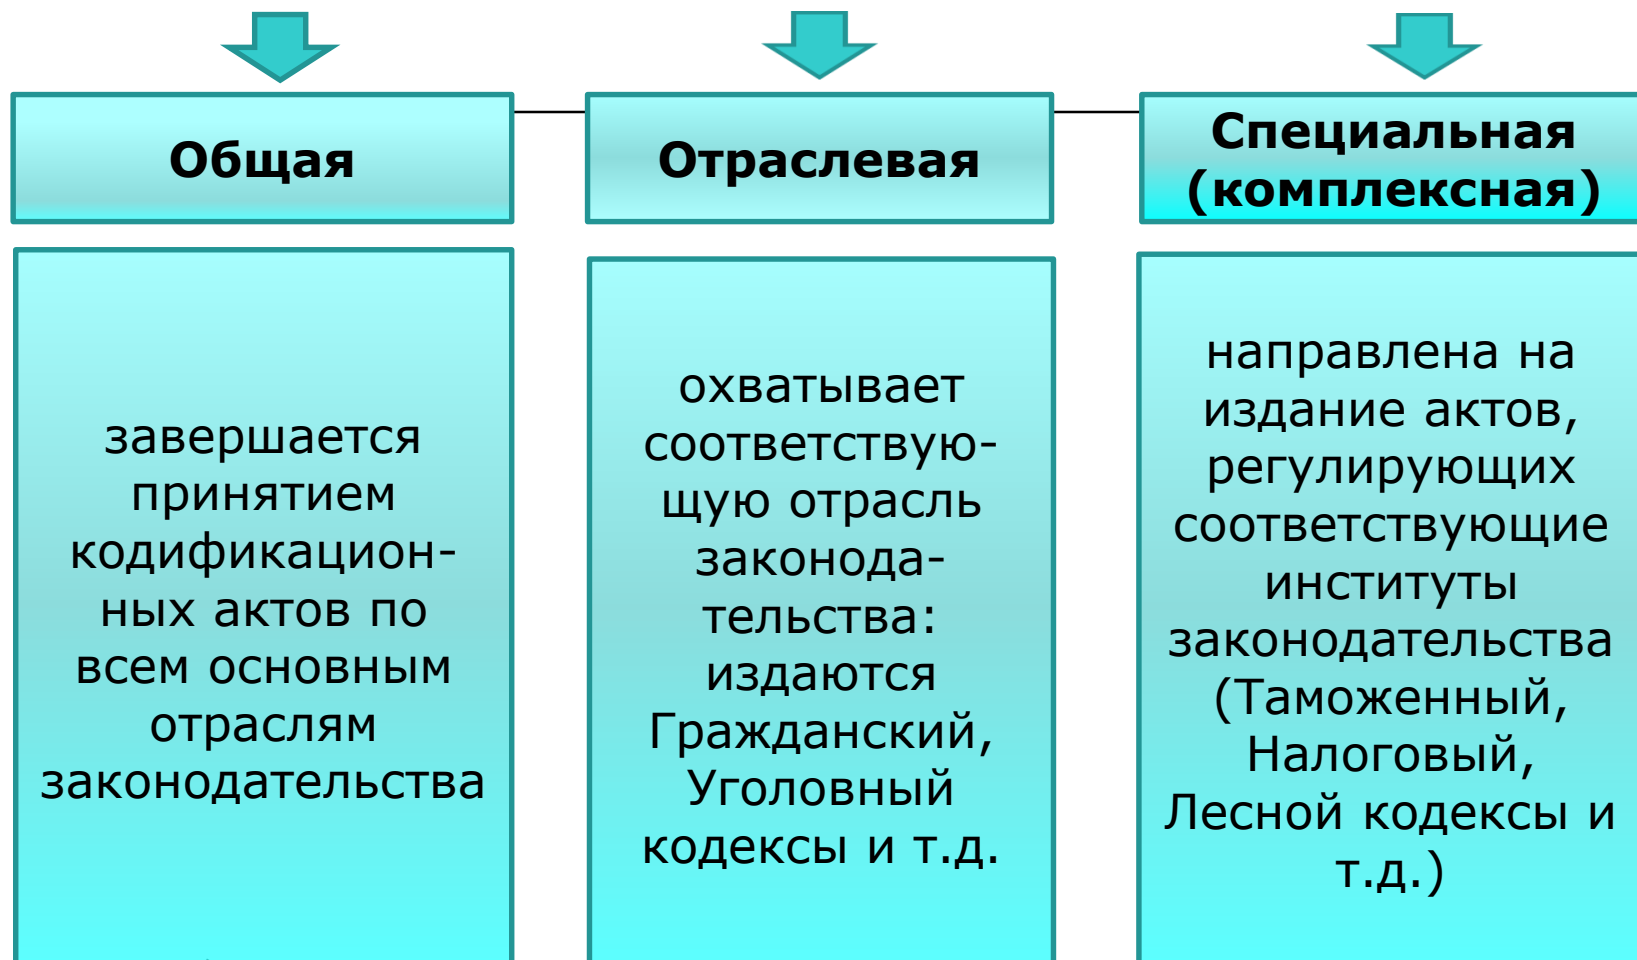 Общая
Отраслевая
Специальная
(комплексная)
завершается
принятием
кодификацион-
ных актов по
всем основным
отраслям
законодательства
охватывает
соответствую-
щую отрасль
законода-
тельства:
издаются
Гражданский,
Уголовный
кодексы и т.д.
направлена на
издание актов,
регулирующих
соответствующие
институты
законодательства
(Таможенный,
Налоговый,
Лесной кодексы и
т.д.)